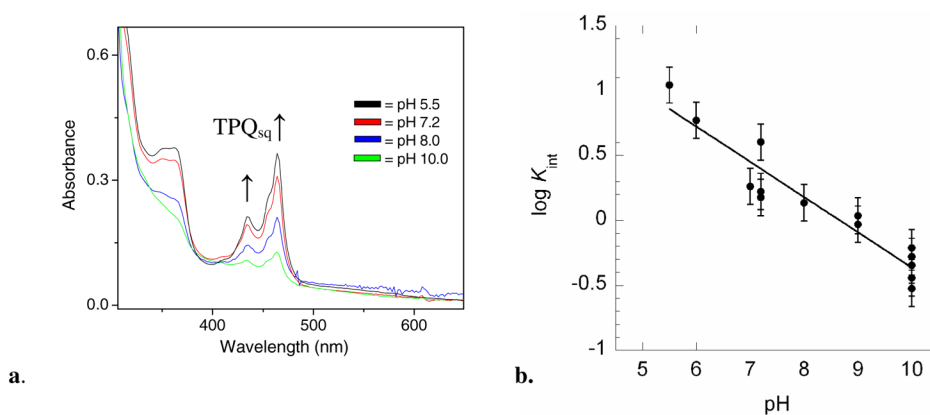 0.6
0.3
0.0
Absorbance
= pH 5.5
= pH 7.2
= pH 8.0
= pH 10.0
TPQsq
400
500
600
Wavelength (nm)
a.
1.5
1
0.5
0
-0.5
-1
log Kint
5
6
7
8
9
10
pH
b.